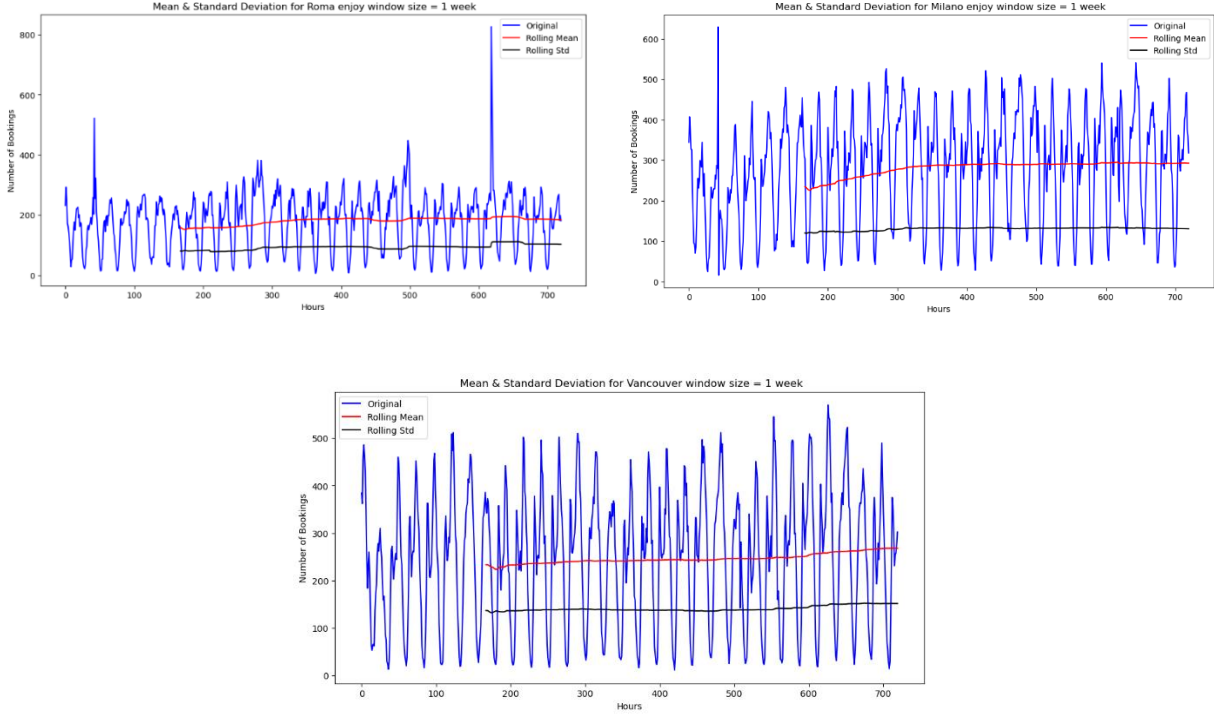 Mean & Standard Deviation for Roma enjoy window size = 1 week
Original
Rolling Mean
Rolling Std
Number of Bookings
800
600
400
200
0
0 100 200 300 400 500 600 700
Hours
Mean & Standard Deviation for Milano enjoy window size = 1 week
Original
Rolling Mean
Rolling Std
Number of Bookings
600
500
400
300
200
100
0
0 100 200 300 400 500 600 700
Hours
Mean & Standard Deviation for Vancouver window size = 1 week
Original
Rolling Mean
Rolling Std
Number of Bookings
500
400
300
200
100
0
0 100 200 300 400 500 600 700
Hours